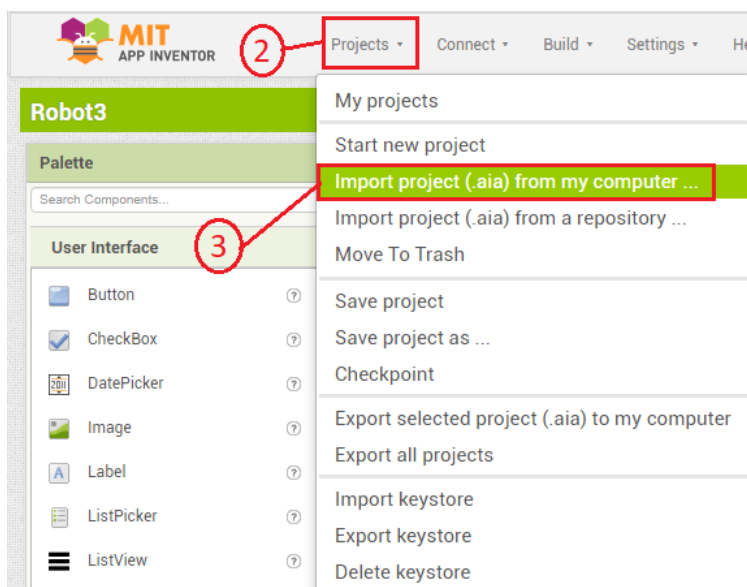 MIT
APP INVENTOR
2
Projects
Connect
Build
Settings
He
Robot3
Palette
Search Components...
User Interface
3
Button
CheckBox
2011
DatePicker
Image
A Label
ListPicker
ListView
?
?
?
?
?
?
?
My projects
Start new project
Import project (.aia) from my computer ...
Import project (.aia) from a repository ...
Move To Trash
Save project
Save project as ...
Checkpoint
Export selected project (.aia) to my computer
Export all projects
Import keystore
Export keystore
Delete keystore